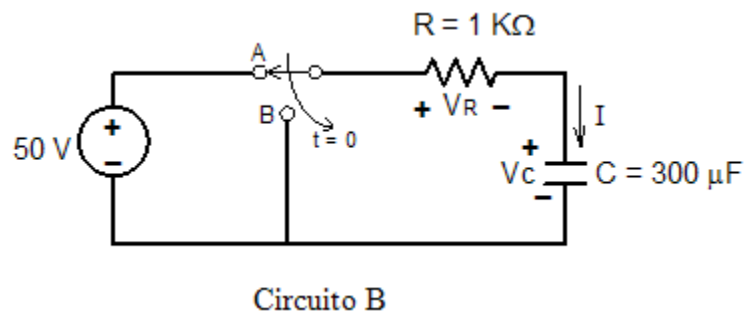 R = 1 KΩ
A
+ VR −
I
B
t = 0
50 V
+
−
+
Vc
−
C = 300 µF
Circuito B